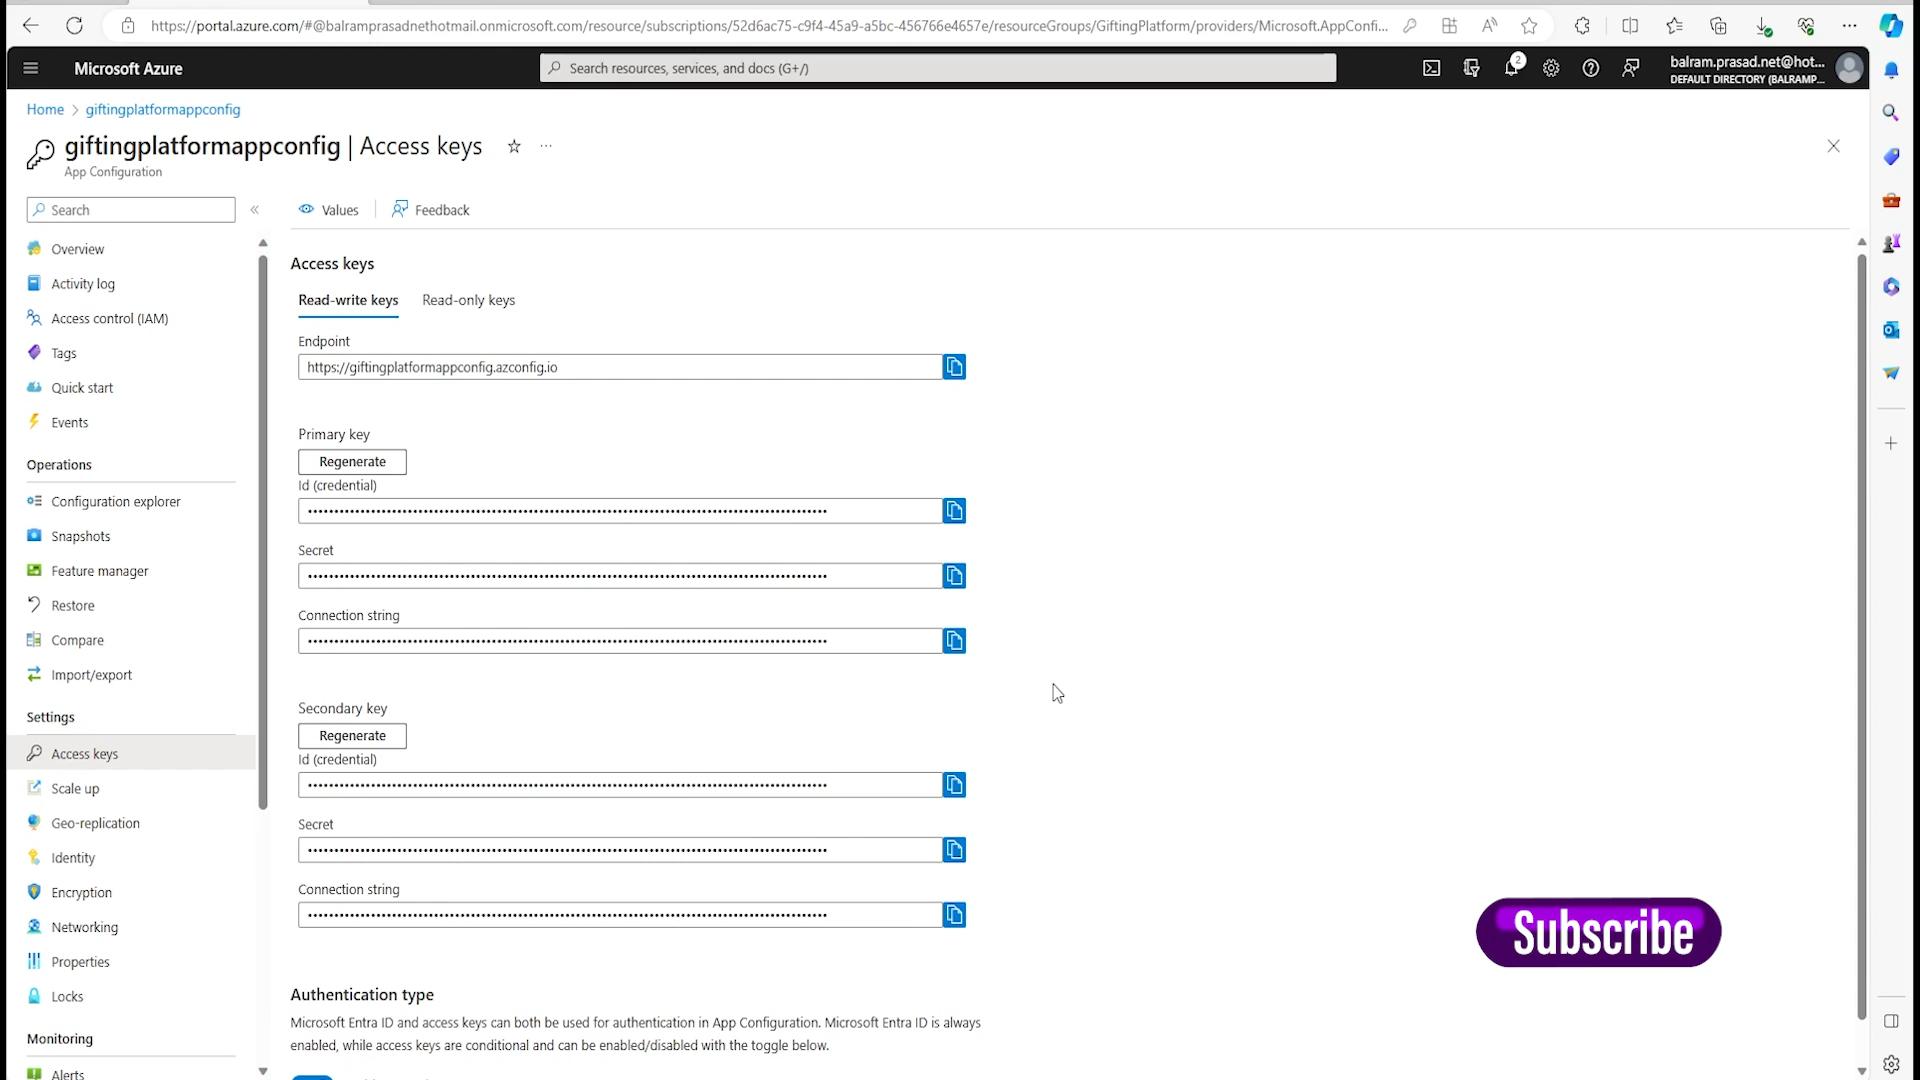 https://portal.azure.com/#@balramprasadnethotmail.onmicrosoft.com/resource/subscriptions/52d6ac75-c9f4-45a9-a5bc-456766e4657e/resourceGroups/GiftingPlatform/providers/Microsoft.AppConfi...
Microsoft Azure
Search resources, services, and docs (G+/)
2
balram.prasad.net@hot...
DEFAULT DIRECTORY (BALRAMP...
Home > giftingplatformappconfig
giftingplatformappconfig | Access keys
App Configuration
Search
Values
Feedback
Overview
Activity log
Access control (IAM)
Tags
Quick start
Events
Operations
Configuration explorer
Snapshots
Feature manager
Restore
Compare
Import/export
Settings
Access keys
Scale up
Geo-replication
Identity
Encryption
Networking
Properties
Locks
Monitoring
Alerts
Access keys
Read-write keys
Read-only keys
Endpoint
https://giftingplatformappconfig.azconfig.io
Primary key
Regenerate
Id (credential)
Secret
Connection string
Secondary key
Regenerate
Id (credential)
Secret
Connection string
Authentication type
Microsoft Entra ID and access keys can both be used for authentication in App Configuration. Microsoft Entra ID is always
enabled, while access keys are conditional and can be enabled/disabled with the toggle below.
Subscribe